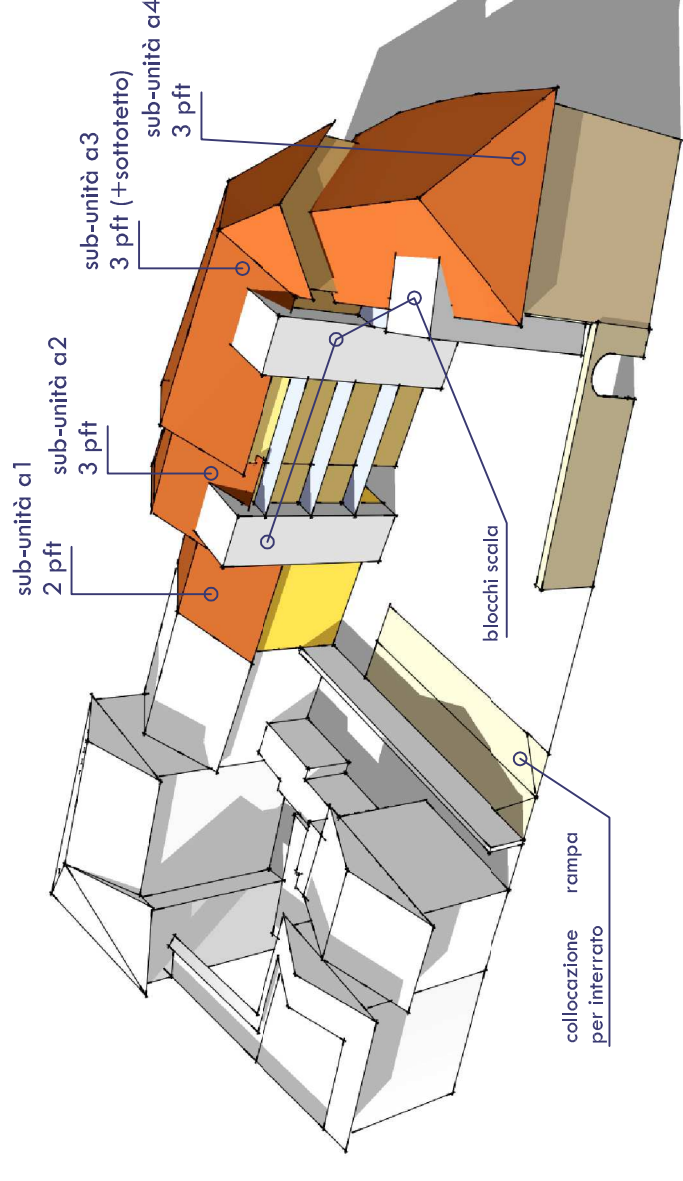 sub-unità a1
2 pft
sub-unità a2
3 pft
sub-unità a3
3 pft (+sottotetto)
sub-unità a4
3 pft
blocchi scala
collocazione rampa
per interrato